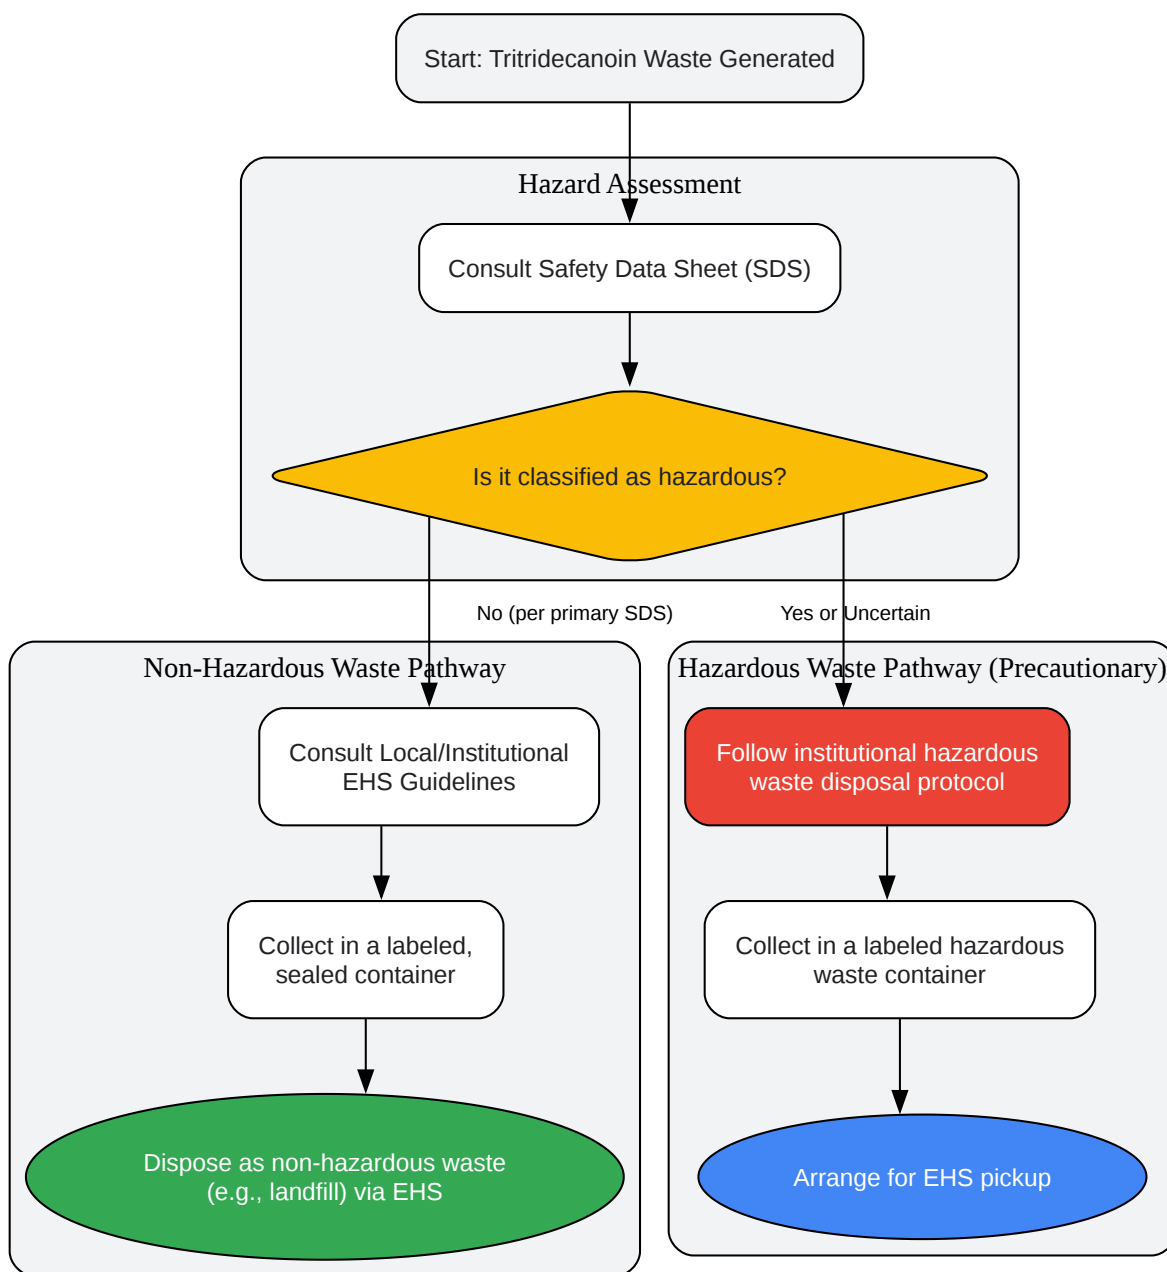 Start: Tritridecanoin Waste Generated
Hazard Assessment
Consult Safety Data Sheet (SDS)
Is it classified as hazardous?
No (per primary SDS)
Yes or Uncertain
Non-Hazardous Waste Pathway
Consult Local/Institutional
EHS Guidelines
Collect in a labeled,
sealed container
Dispose as non-hazardous waste
(e.g., landfill) via EHS
Hazardous Waste Pathway (Precautionary)
Follow institutional hazardous
waste disposal protocol
Collect in a labeled hazardous
waste container
Arrange for EHS pickup